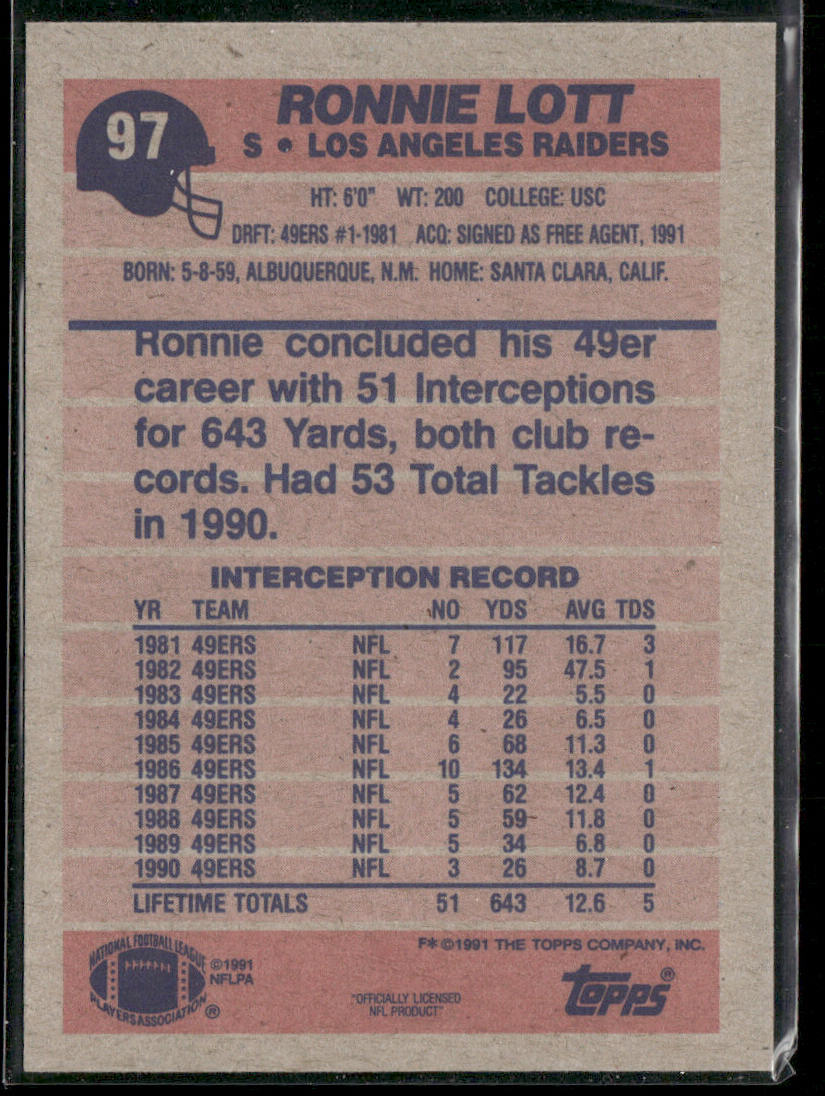 97
RONNIE LOTT
S • LOS ANGELES RAIDERS
HT: 6'0" WT: 200 COLLEGE: USC
DRFT: 49ERS #1-1981 ACQ: SIGNED AS FREE AGENT, 1991
BORN: 5-8-59, ALBUQUERQUE, N.M. HOME: SANTA CLARA, CALIF.
Ronnie concluded his 49er
career with 51 Interceptions
for 643 Yards, both club re-
cords. Had 53 Total Tackles
in 1990.
INTERCEPTION RECORD
YR TEAM NO YDS AVG TDS
1981 49ERS NFL 7 117 16.7 3
1982 49ERS NFL 2 95 47.5 1
1983 49ERS NFL 4 22 5.5 0
1984 49ERS NFL 4 26 6.5 0
1985 49ERS NFL 6 68 11.3 0
1986 49ERS NFL 10 134 13.4 1
1987 49ERS NFL 5 62 12.4 0
1988 49ERS NFL 5 59 11.8 0
1989 49ERS NFL 5 34 6.8 0
1990 49ERS NFL 3 26 8.7 0
LIFETIME TOTALS 51 643 12.6 5
F* © 1991 THE TOPPS COMPANY, INC.
NATIONAL FOOTBALL LEAGUE
PLAYERS ASSOCIATION ®
© 1991
NFLPA
"OFFICIALLY LICENSED
NFL PRODUCT"
topps ®